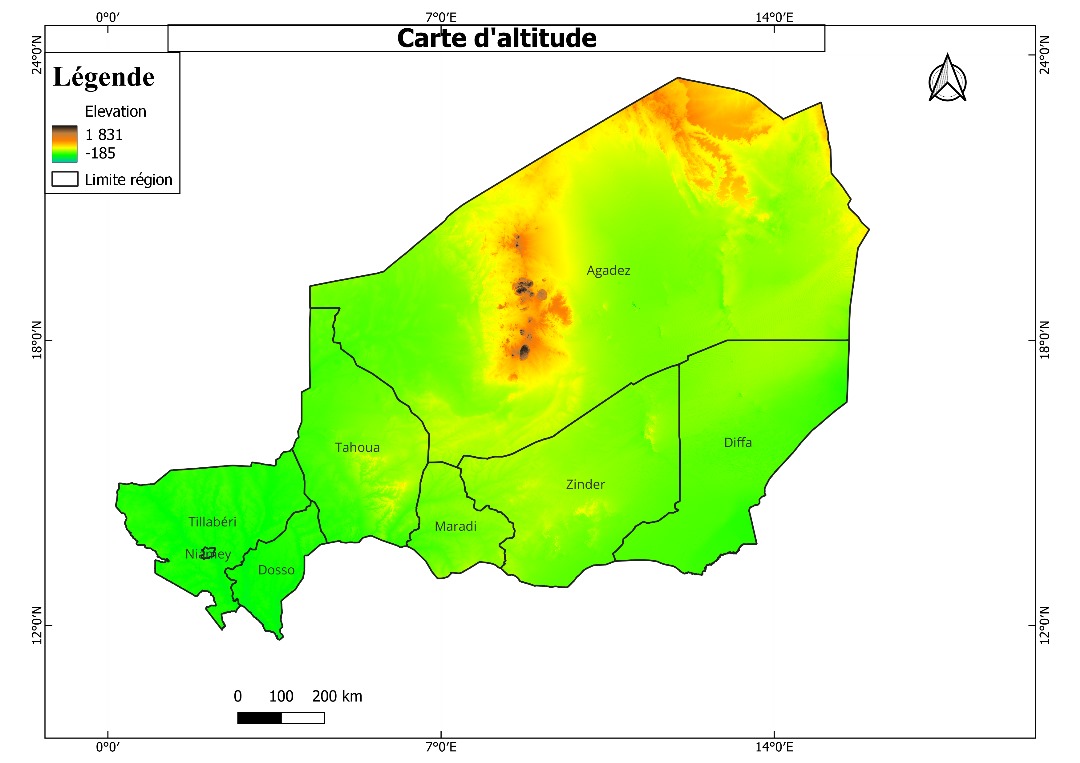 0°0′ 7°0′E 14°0′E
Carte d'altitude
24°0′N 24°0′N
Légende
Elevation
1 831
-185
Limite région
Agadez
18°0′N 18°0′N
Diffa
Tahoua
Zinder
Tillabéri
Maradi
Niamey
Dosso
12°0′N 12°0′N
0 100 200 km
0°0′ 7°0′E 14°0′E